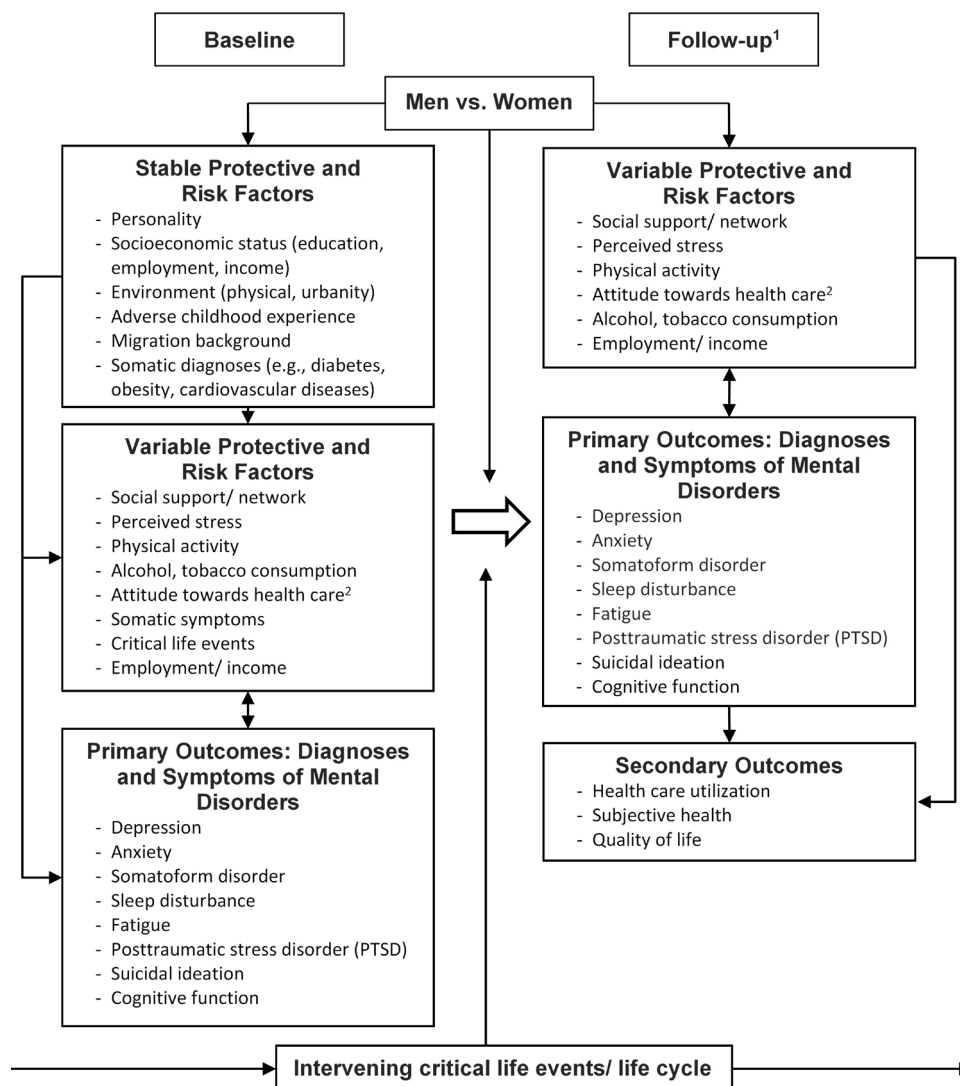 Baseline
Follow-up¹
Men vs. Women
Stable Protective and
Risk Factors
- Personality
- Socioeconomic status (education,
employment, income)
- Environment (physical, urbanity)
- Adverse childhood experience
- Migration background
- Somatic diagnoses (e.g., diabetes,
obesity, cardiovascular diseases)
Variable Protective and
Risk Factors
- Social support/ network
- Perceived stress
- Physical activity
- Alcohol, tobacco consumption
- Attitude towards health care²
- Somatic symptoms
- Critical life events
- Employment/ income
Primary Outcomes: Diagnoses
and Symptoms of Mental
Disorders
- Depression
- Anxiety
- Somatoform disorder
- Sleep disturbance
- Fatigue
- Posttraumatic stress disorder (PTSD)
- Suicidal ideation
- Cognitive function
Variable Protective and
Risk Factors
- Social support/ network
- Perceived stress
- Physical activity
- Attitude towards health care²
- Alcohol, tobacco consumption
- Employment/ income
Primary Outcomes: Diagnoses
and Symptoms of Mental
Disorders
- Depression
- Anxiety
- Somatoform disorder
- Sleep disturbance
- Fatigue
- Posttraumatic stress disorder (PTSD)
- Suicidal ideation
- Cognitive function
Secondary Outcomes
- Health care utilization
- Subjective health
- Quality of life
Intervening critical life events/ life cycle